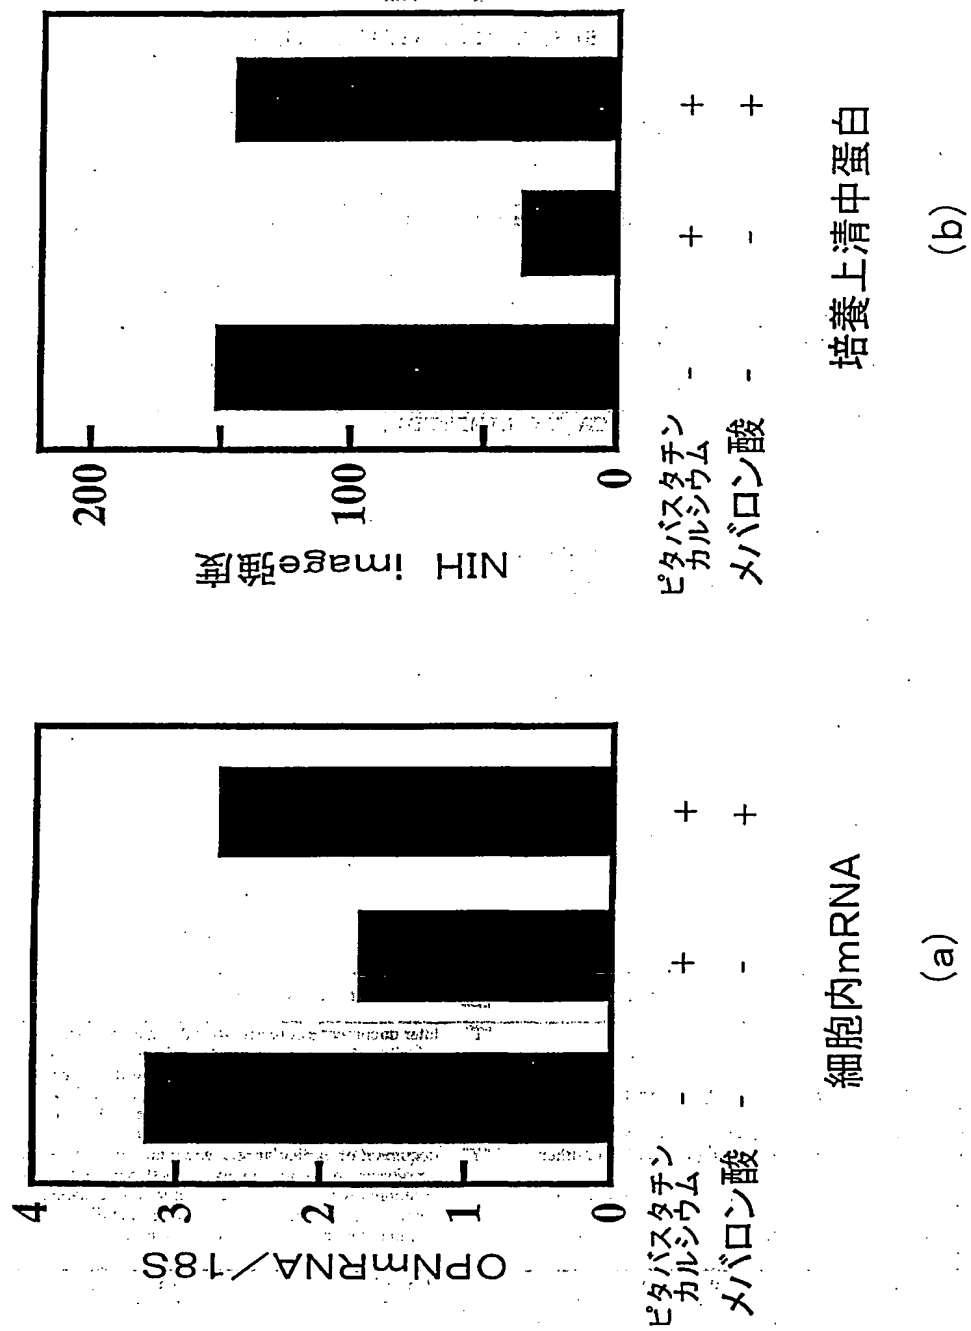 OPNmRNA/18S
4
3
2
1
0
ピタバスタチン
カルシウム
- + +
メバロン酸
- - +
細胞内mRNA
(a)
NIH image強度
200
100
0
ピタバスタチン
カルシウム
- + +
メバロン酸
- - +
培養上清中蛋白
(b)